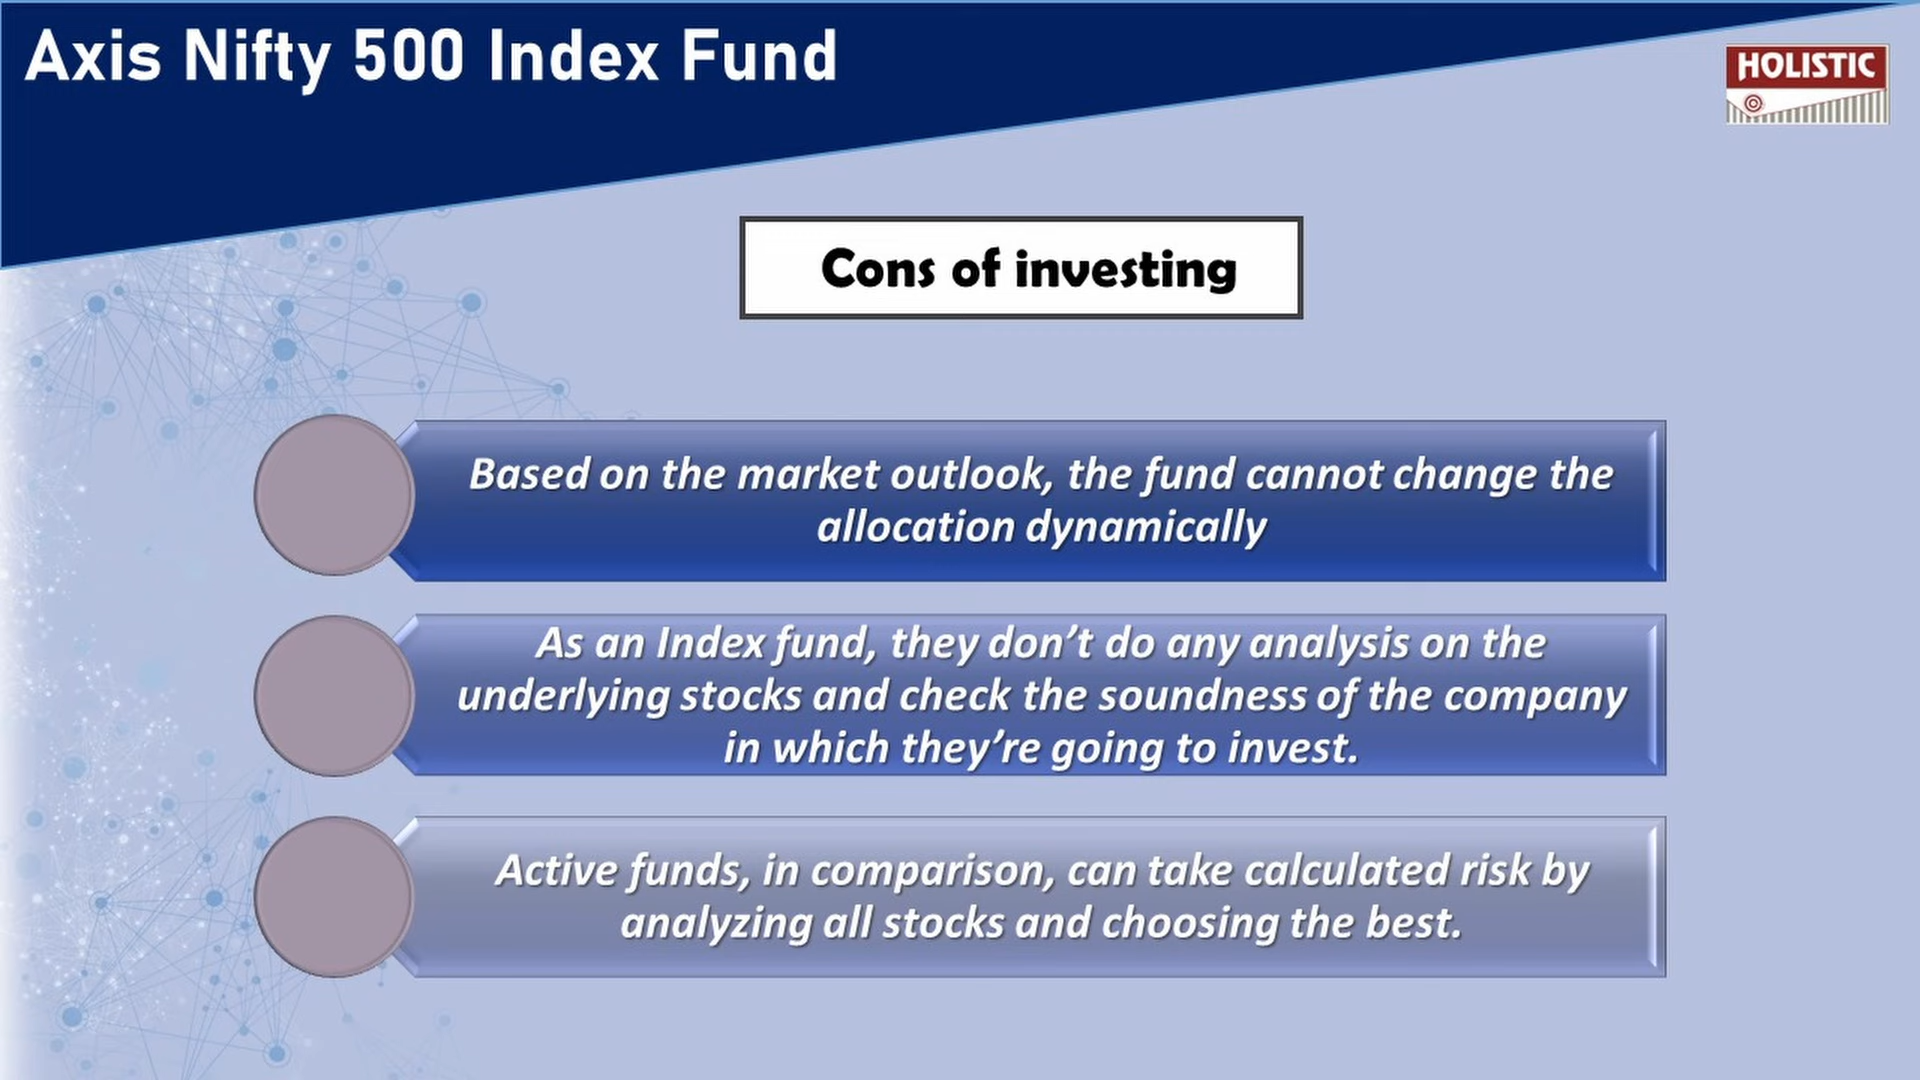 Axis Nifty 500 Index Fund
HOLISTIC
Cons of investing
Based on the market outlook, the fund cannot change the
allocation dynamically
As an Index fund, they don’t do any analysis on the
underlying stocks and check the soundness of the company
in which they’re going to invest.
Active funds, in comparison, can take calculated risk by
analyzing all stocks and choosing the best.